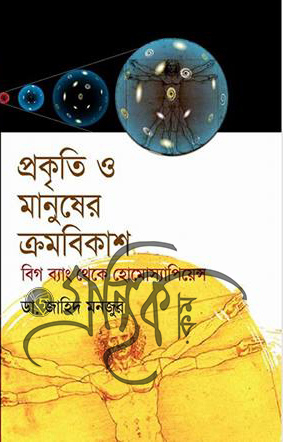 প্রকৃতি ও
মানুষের
ক্রমবিকাশ
বিগ ব্যাং থেকে হোমোস্যাপিয়েন্স
ডা. জাহিদ মনজুর